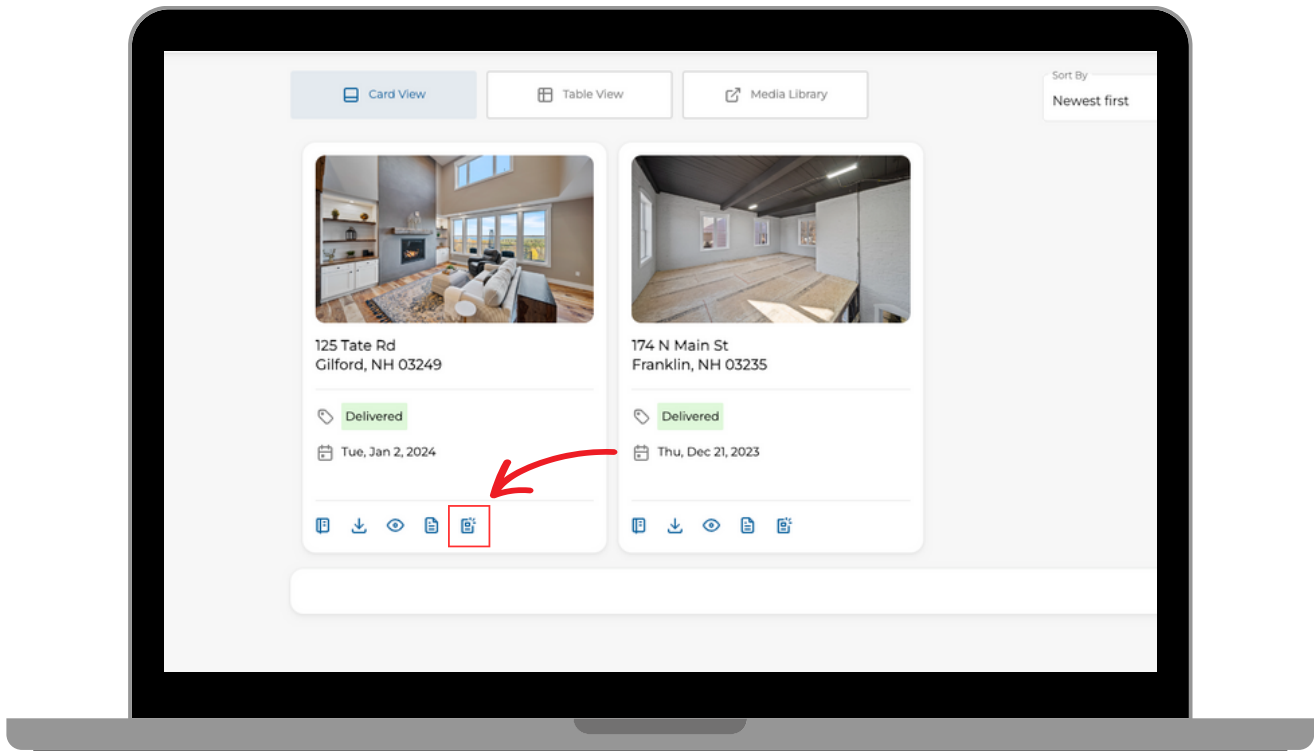 Card View
Table View
Media Library
Sort By
Newest first
125 Tate Rd
Gilford, NH 03249
Delivered
Tue, Jan 2, 2024
174 N Main St
Franklin, NH 03235
Delivered
Thu, Dec 21, 2023